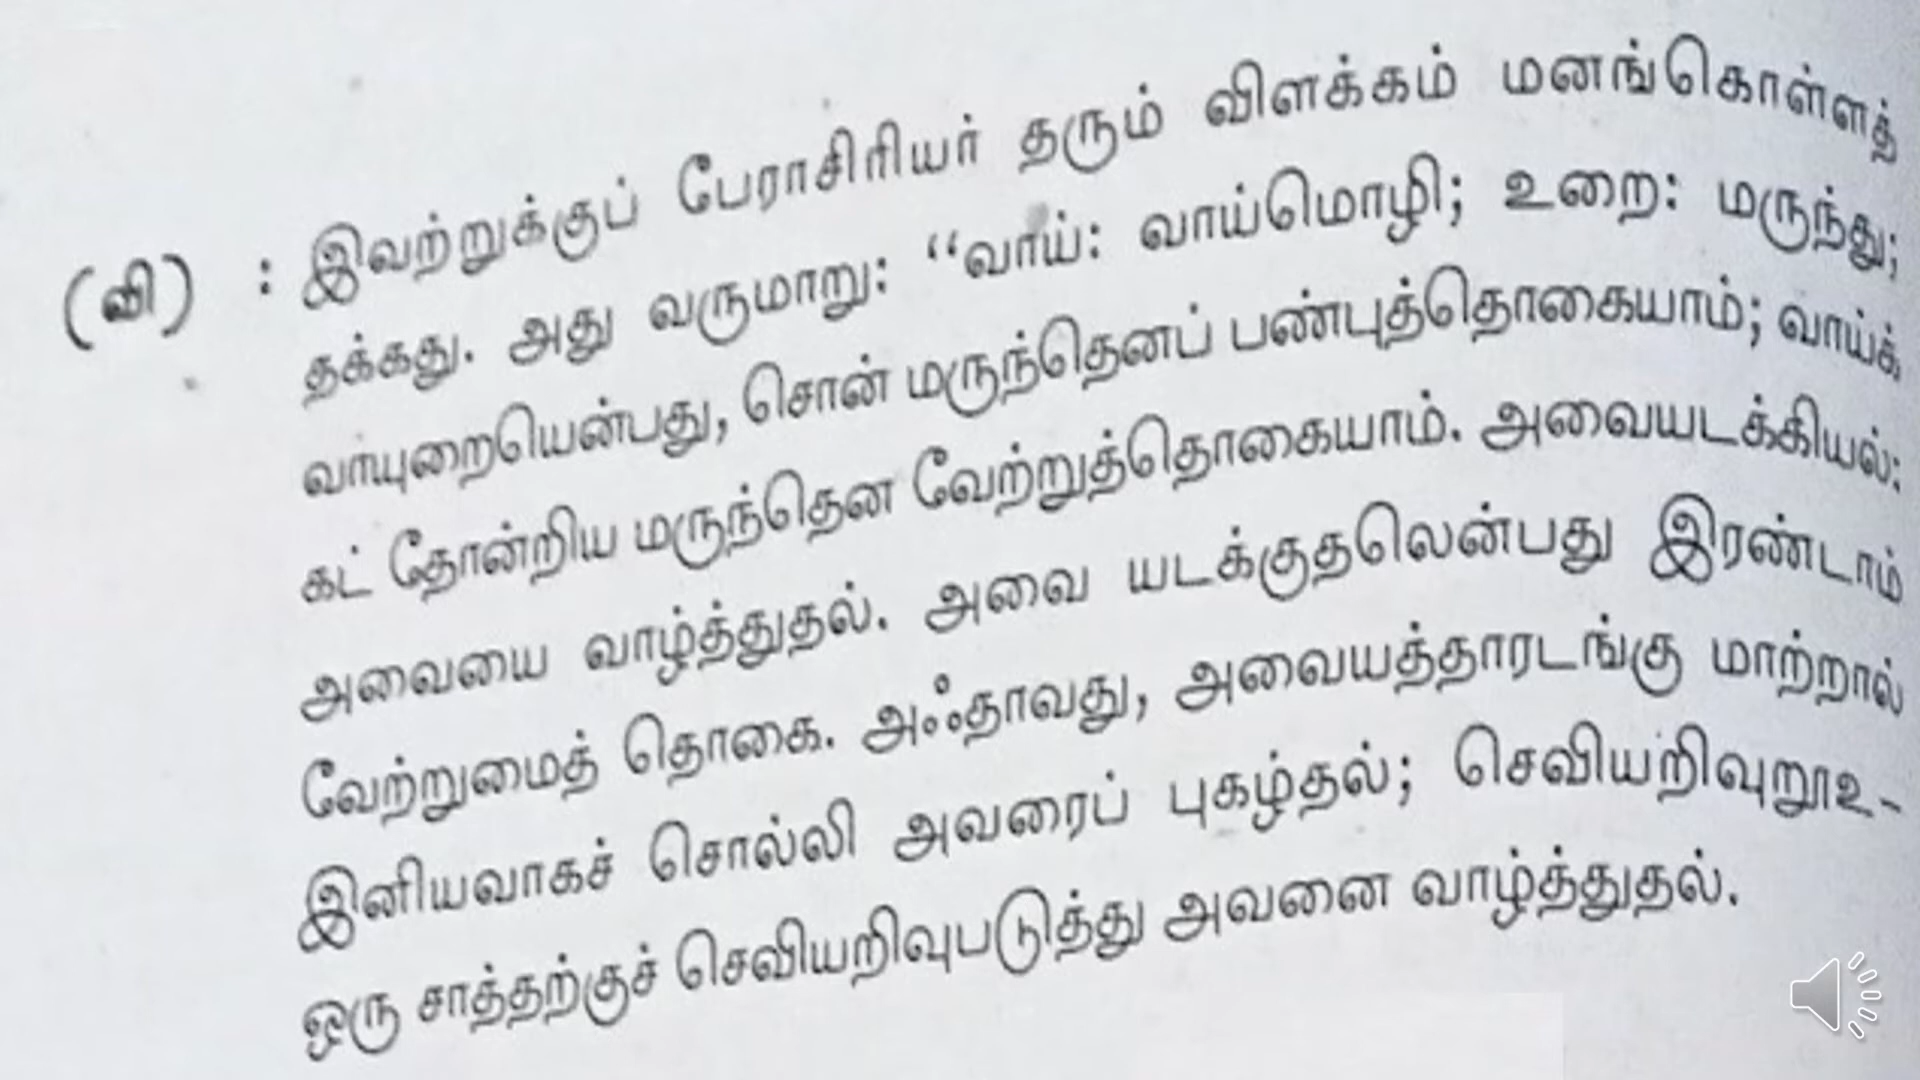 (வி) : இவற்றுக்குப் பேராசிரியர் தரும் விளக்கம் மனங்கொள்ளத்
தக்கது. அது வருமாறு: “வாய்: வாய்மொழி; உறை: மருந்து;
வாயுறையென்பது, சொன் மருந்தெனப் பண்புத்தொகையாம்; வாய்க்
கட் தோன்றிய மருந்தென வேற்றுத்தொகையாம். அவையடக்கியல்:
அவையை வாழ்த்துதல். அவை யடக்குதலென்பது இரண்டாம்
வேற்றுமைத் தொகை. அஃதாவது, அவையத்தாரடங்கு மாற்றால்
இனியவாகச் சொல்லி அவரைப் புகழ்தல்; செவியறிவுறூஉ-
ஒரு சாத்தற்குச் செவியறிவுபடுத்து அவனை வாழ்த்துதல்.